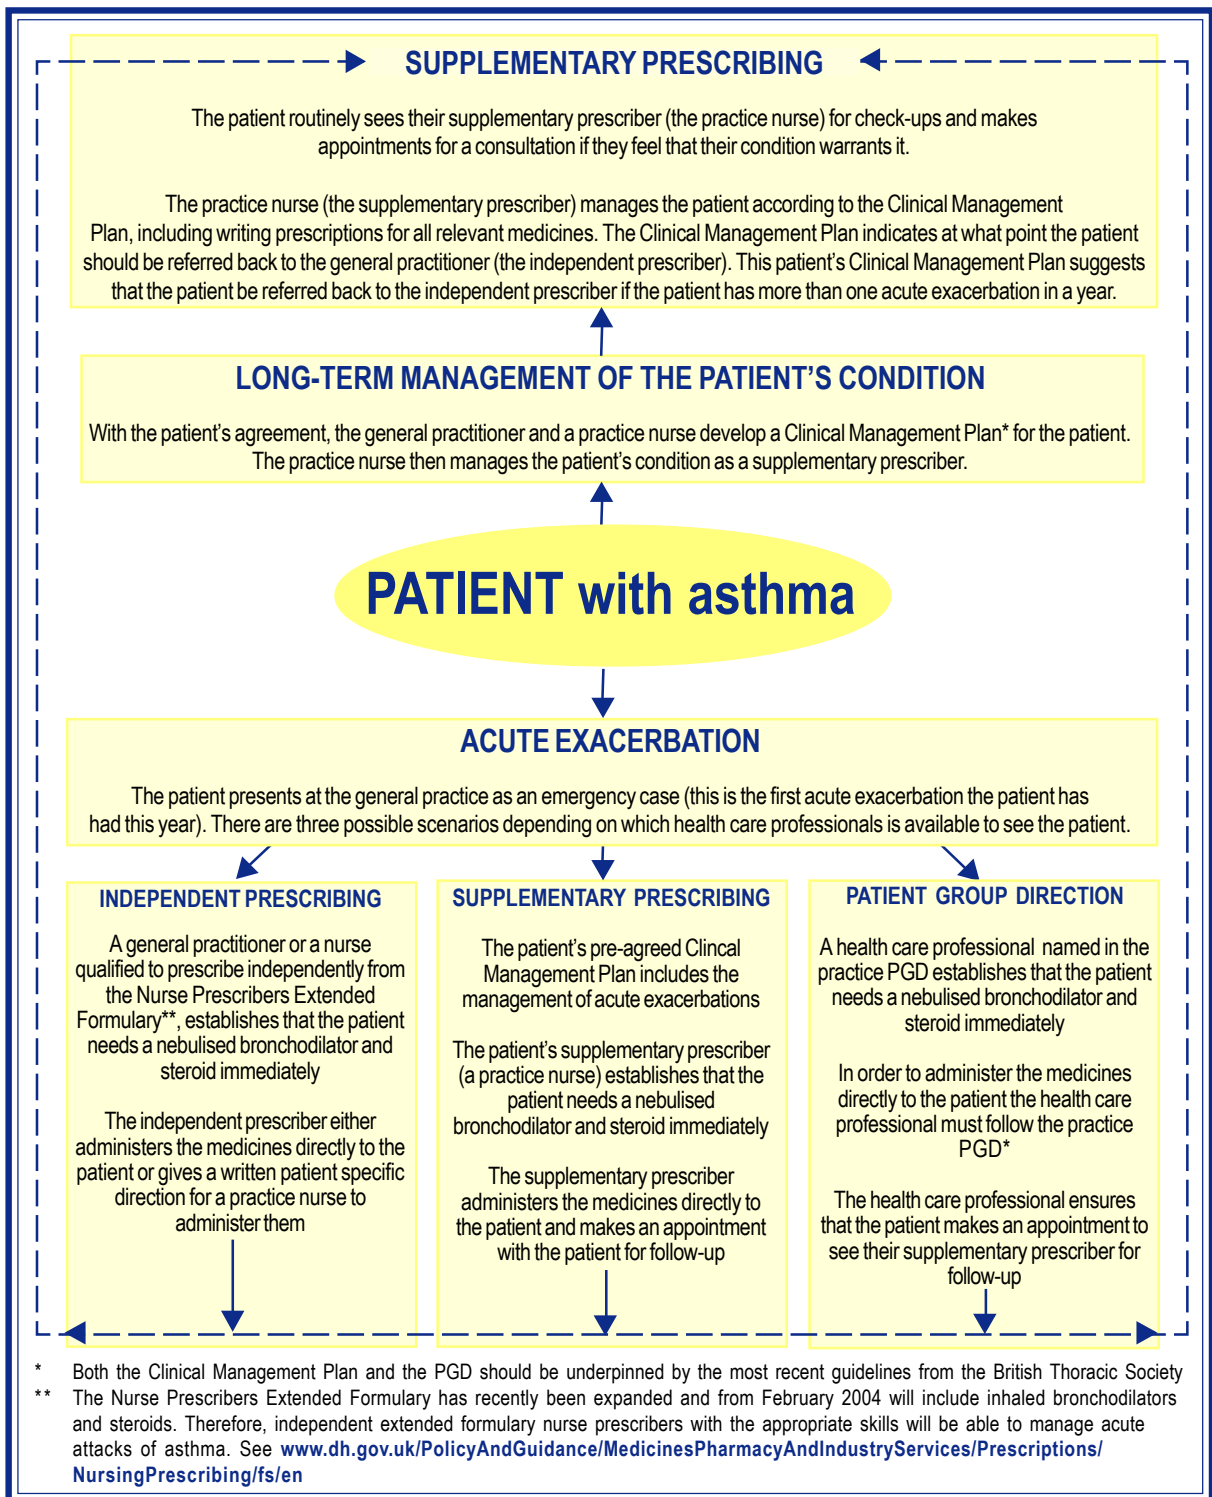 SUPPLEMENTARY PRESCRIBING
The patient routinely sees their supplementary prescriber (the practice nurse) for check-ups and makes
appointments for a consultation if they feel that their condition warrants it.
The practice nurse (the supplementary prescriber) manages the patient according to the Clinical Management
Plan, including writing prescriptions for all relevant medicines. The Clinical Management Plan indicates at what point the patient
should be referred back to the general practitioner (the independent prescriber). This patient's Clinical Management Plan suggests
that the patient be referred back to the independent prescriber if the patient has more than one acute exacerbation in a year.
LONG-TERM MANAGEMENT OF THE PATIENT'S CONDITION
With the patient's agreement, the general practitioner and a practice nurse develop a Clinical Management Plan* for the patient.
The practice nurse then manages the patient's condition as a supplementary prescriber.
PATIENT with asthma
ACUTE EXACERBATION
The patient presents at the general practice as an emergency case (this is the first acute exacerbation the patient has
had this year). There are three possible scenarios depending on which health care professionals is available to see the patient.
INDEPENDENT PRESCRIBING
A general practitioner or a nurse
qualified to prescribe independently from
the Nurse Prescribers Extended
Formulary**, establishes that the patient
needs a nebulised bronchodilator and
steroid immediately
The independent prescriber either
administers the medicines directly to the
patient or gives a written patient specific
direction for a practice nurse to
administer them
SUPPLEMENTARY PRESCRIBING
The patient's pre-agreed Clincal
Management Plan includes the
management of acute exacerbations
The patient's supplementary prescriber
(a practice nurse) establishes that the
patient needs a nebulised
bronchodilator and steroid immediately
The supplementary prescriber
administers the medicines directly to
the patient and makes an appointment
with the patient for follow-up
PATIENT GROUP DIRECTION
A health care professional named in the
practice PGD establishes that the patient
needs a nebulised bronchodilator and
steroid immediately
In order to administer the medicines
directly to the patient the health care
professional must follow the practice
PGD*
The health care professional ensures
that the patient makes an appointment to
see their supplementary prescriber for
follow-up
* Both the Clinical Management Plan and the PGD should be underpinned by the most recent guidelines from the British Thoracic Society
** The Nurse Prescribers Extended Formulary has recently been expanded and from February 2004 will include inhaled bronchodilators
and steroids. Therefore, independent extended formulary nurse prescribers with the appropriate skills will be able to manage acute
attacks of asthma. See www.dh.gov.uk/PolicyAndGuidance/MedicinesPharmacyAndIndustryServices/Prescriptions/
NursingPrescribing/fs/en